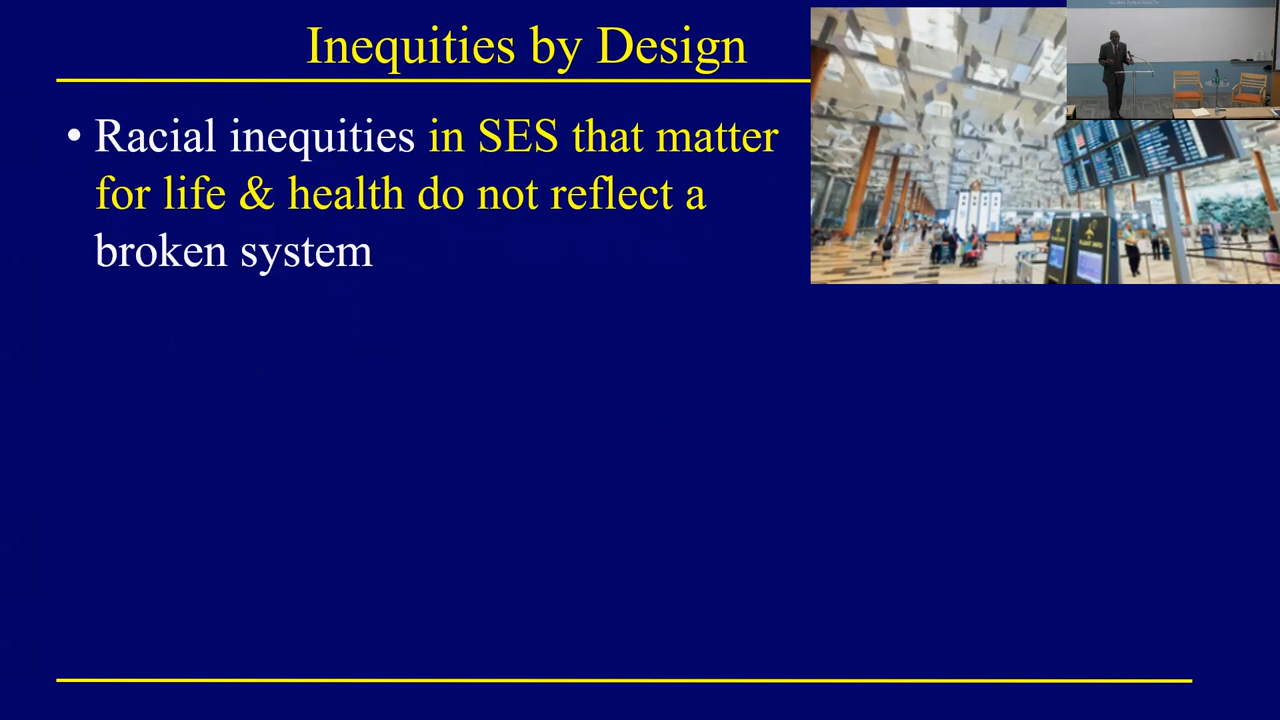 Inequities by Design
• Racial inequities in SES that matter
for life & health do not reflect a
broken system